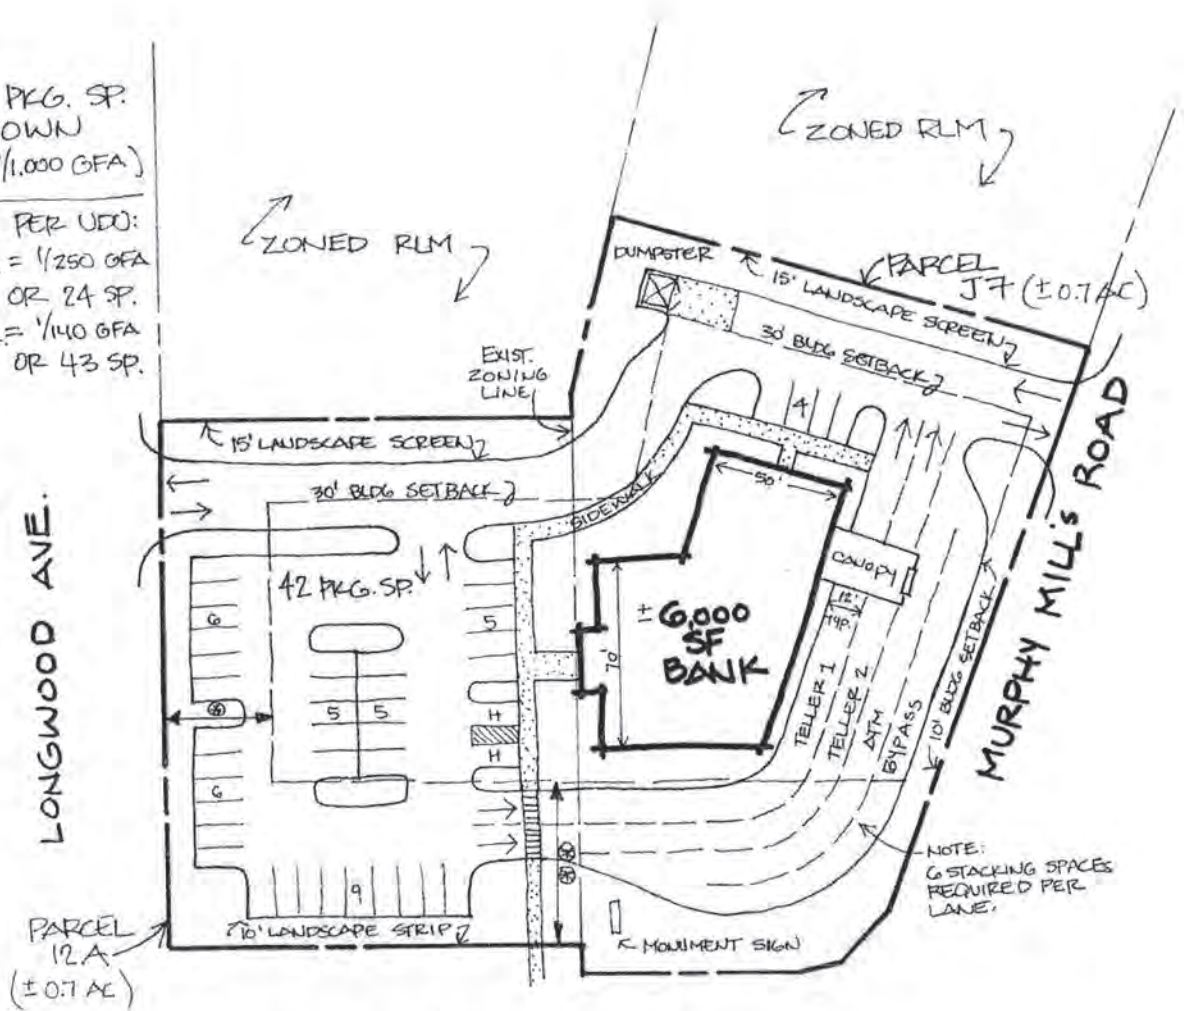 PKG. SP.
OWN
/1,000 GFA)
PER UDO:
= 1/250 GFA
OR 24 SP.
= 1/140 GFA
OR 43 SP.
ZONED RLM
ZONED RLM
DUMPSTER
15' LANDSCAPE SCREEN
PARCEL
J7 (±0.7 AC)
30' BLDG SETBACK
EXIST.
ZONING
LINE
15' LANDSCAPE SCREEN
30' BLDG SETBACK
SIDEWALK
4
50'
CANOPY
12'
TYP.
42 PKG. SP.
6
5
5
5
H
H
6
9
± 6,000
SF
BANK
70'
TELLER 1
TELLER 2
ATM
BYPASS
10' BLDG SETBACK
MURPHY MILL'S ROAD
LONGWOOD AVE.
NOTE:
6 STACKING SPACES
REQUIRED PER
LANE.
10' LANDSCAPE STRIP
MONUMENT SIGN
PARCEL
12A
(±0.7 AC)